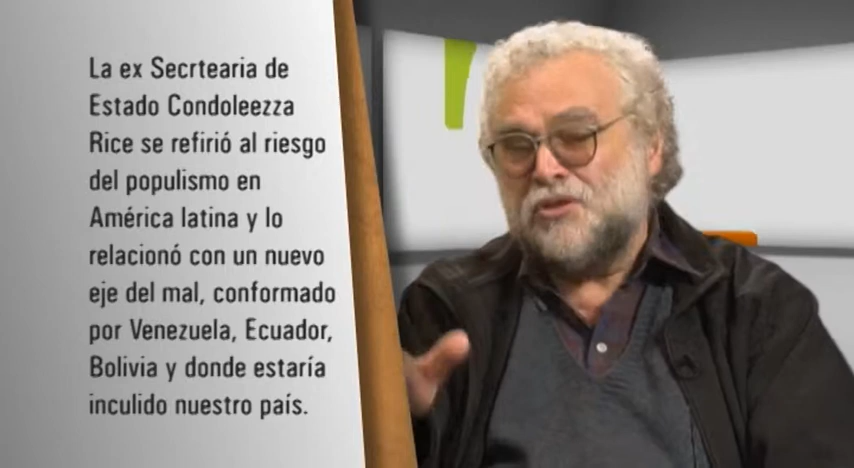 La ex Secrtearia de
Estado Condoleezza
Rice se refirió al riesgo
del populismo en
América latina y lo
relacionó con un nuevo
eje del mal, conformado
por Venezuela, Ecuador,
Bolivia y donde estaría
inculido nuestro país.